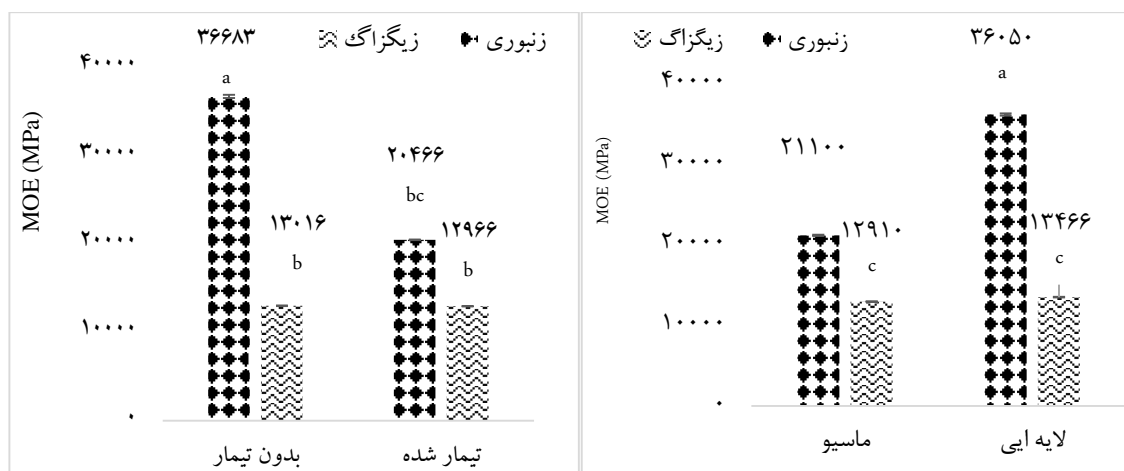 ۳۶۶۸۳ زیگزاگ زنبوری
۴۰۰۰۰
a
MOE (MPa)
۳۰۰۰۰
۲۰۴۶۶
bc
۲۰۰۰۰
۱۳۰۱۶
۱۲۹۶۶
b
b
۱۰۰۰۰
۰
بدون تیمار
تیمار شده
زیگزاگ زنبوری
۳۶۰۵۰
۴۰۰۰۰
a
MOE (MPa)
۳۰۰۰۰
۲۱۱۰۰
۲۰۰۰۰
۱۲۹۱۰
۱۳۴۶۶
c
c
۱۰۰۰۰
۰
ماسیو
لایه ایی